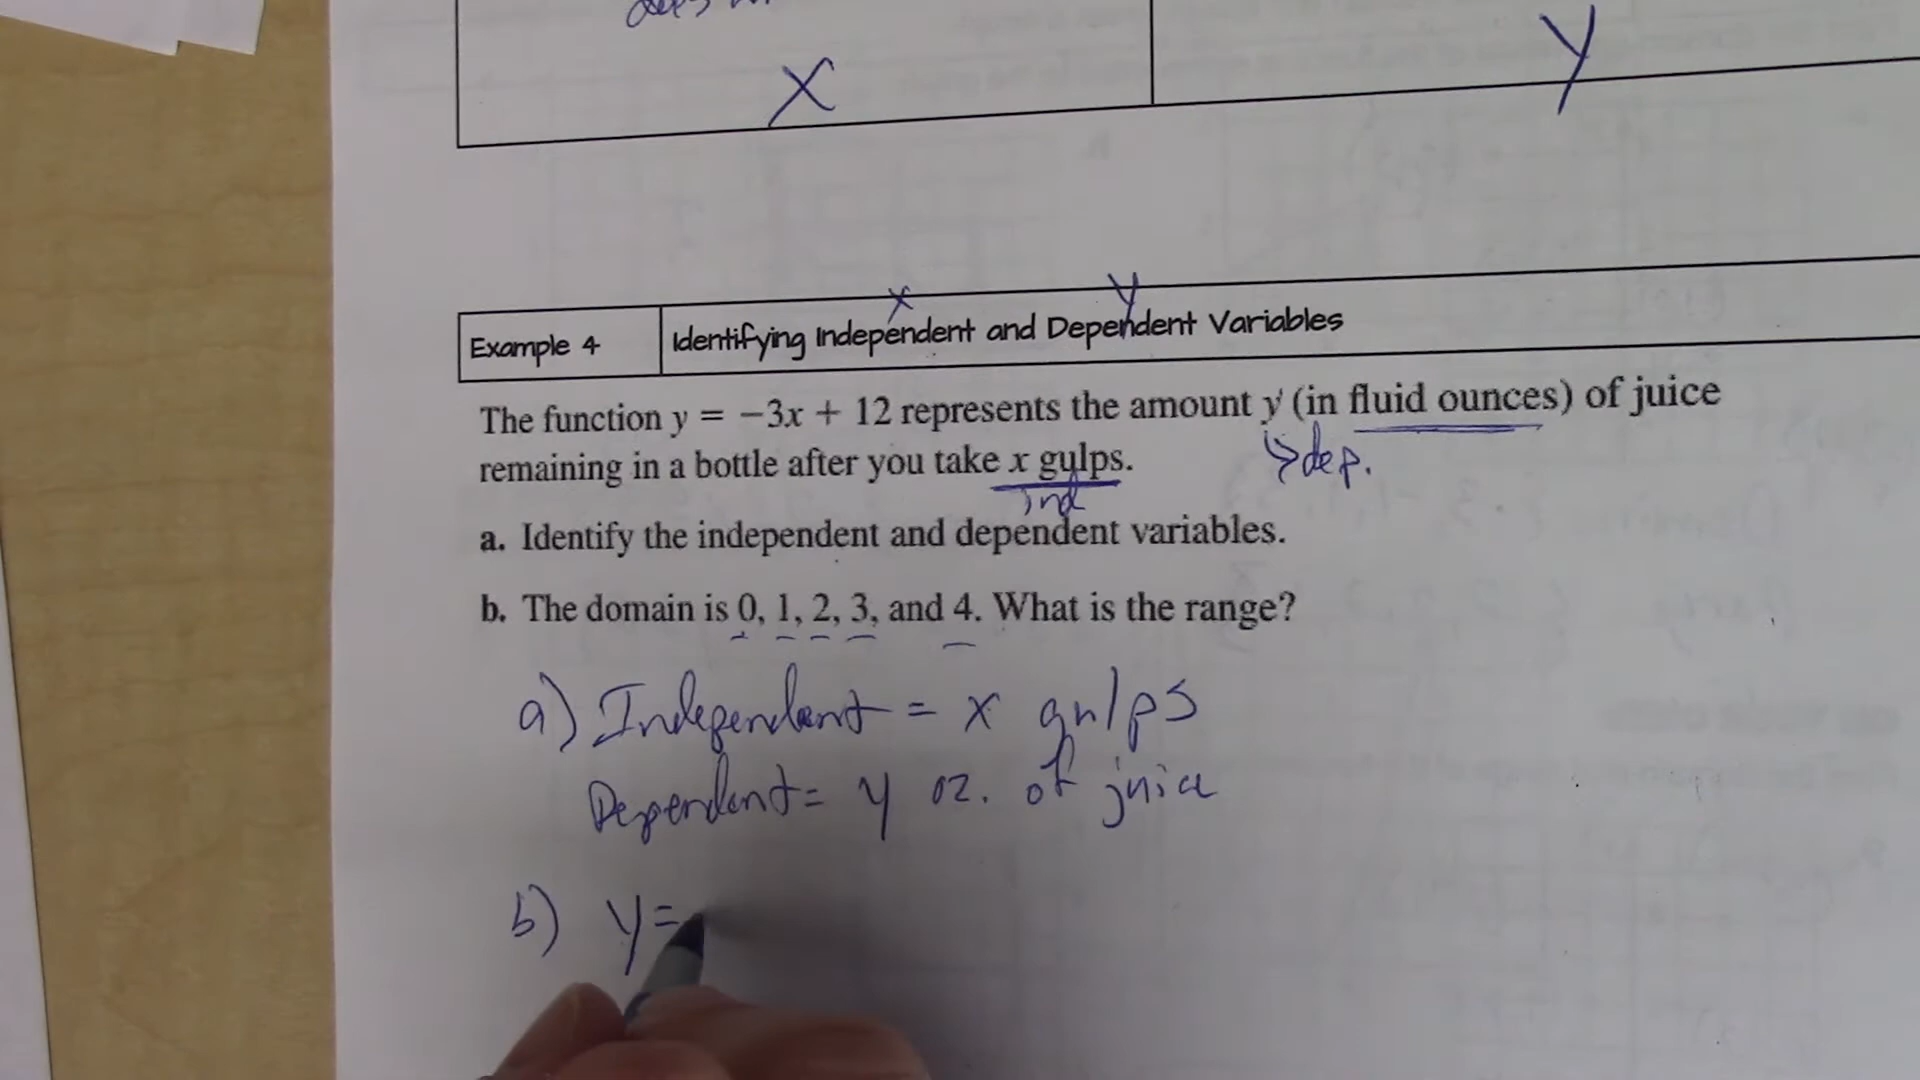 x
y
x y
Example 4 Identifying Independent and Dependent Variables
The function y = −3x + 12 represents the amount y (in fluid ounces) of juice
remaining in a bottle after you take x gulps.
dep.
ind
a. Identify the independent and dependent variables.
b. The domain is 0, 1, 2, 3, and 4. What is the range?
a) Independent = x gulps
Dependent = y oz. of juice
b) y=